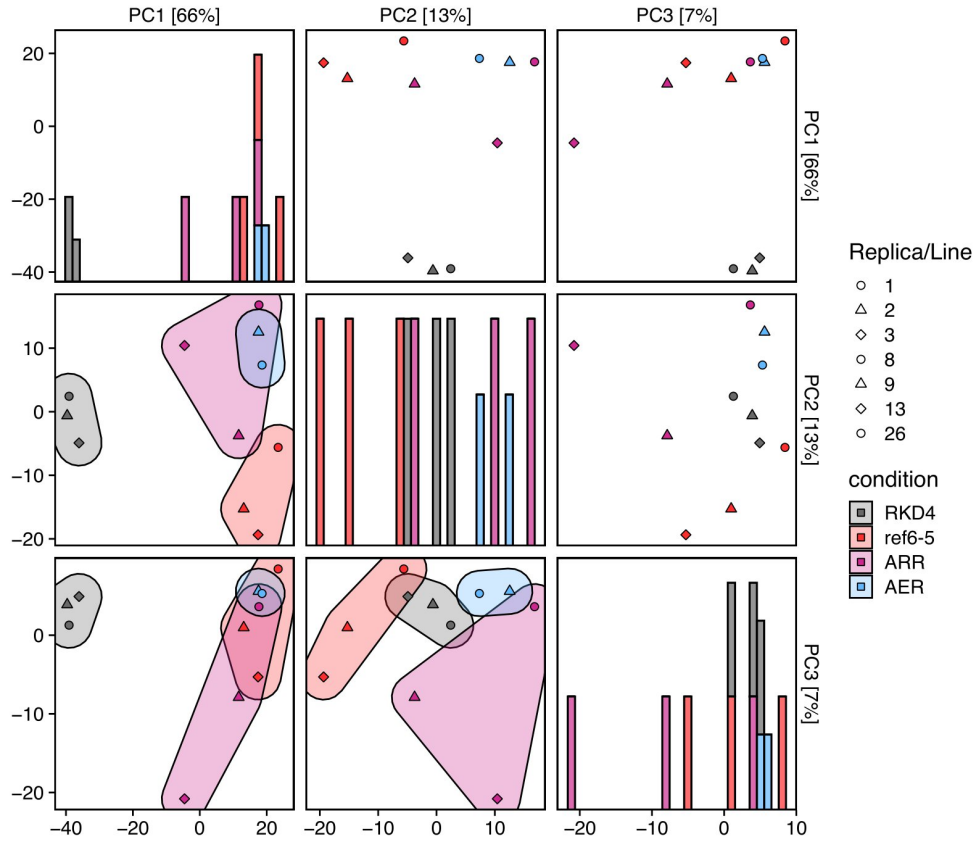 PC1 [66%] PC2 [13%] PC3 [7%]
20
0
−20
−40
PC1 [66%]
10
0
−10
−20
PC2 [13%]
0
−10
−20
PC3 [7%]
−40 −20 0 20 −20 −10 0 10 −20 −10 0 10
Replica/Line
1
2
3
8
9
13
26
condition
RKD4
ref6-5
ARR
AER